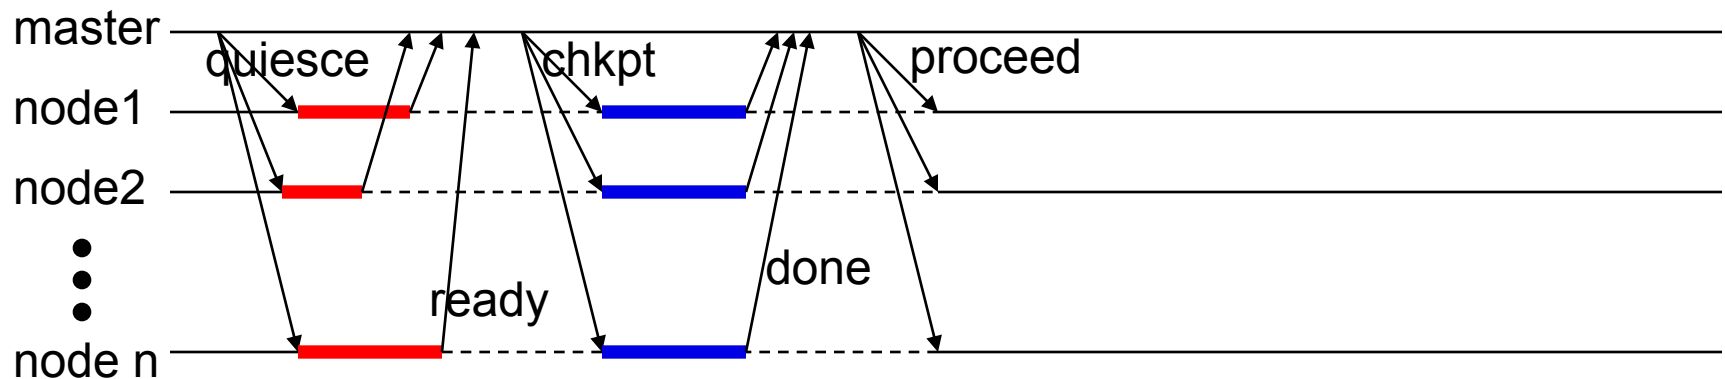 master
quiesce
chkpt
proceed
node1
node2
done
ready
node n